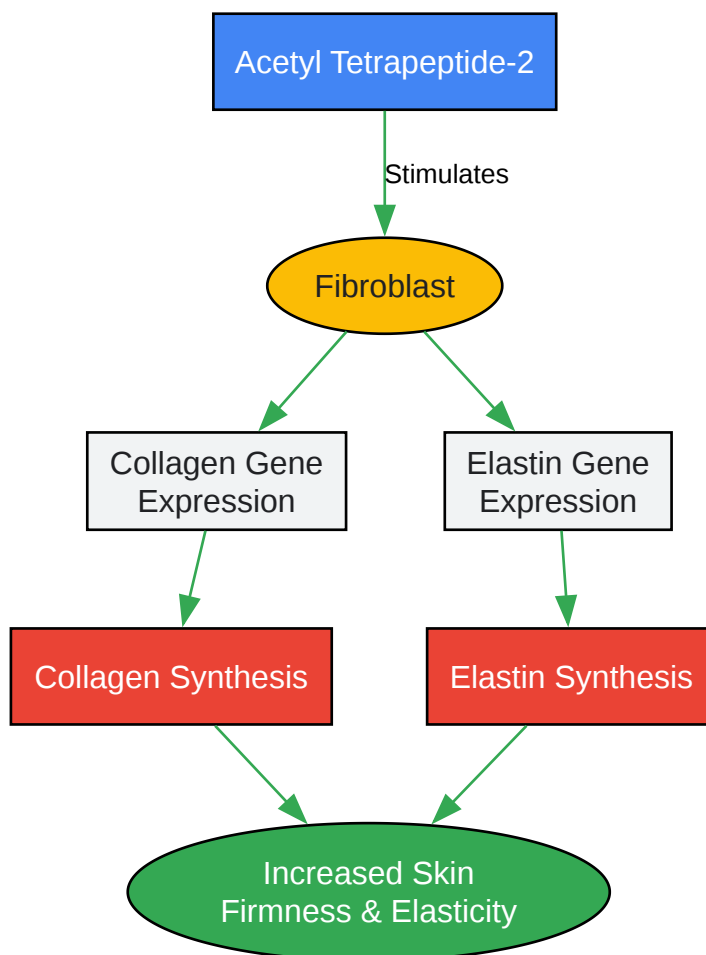 Acetyl Tetrapeptide-2
Stimulates
Fibroblast
Collagen Gene
Expression
Elastin Gene
Expression
Collagen Synthesis
Elastin Synthesis
Increased Skin
Firmness & Elasticity